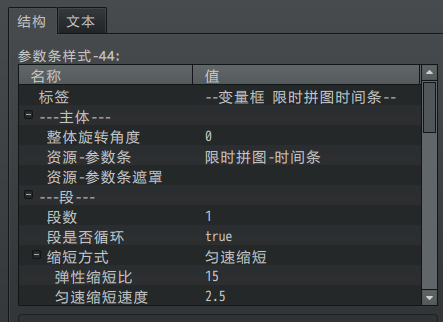 结构 文本
参数条样式-44:
名称 值
标签 --变量框 限时拼图时间条--
---主体---
整体旋转角度 0
资源-参数条 限时拼图-时间条
资源-参数条遮罩
---段---
段数 1
段是否循环 true
缩短方式 匀速缩短
弹性缩短比 15
匀速缩短速度 2.5